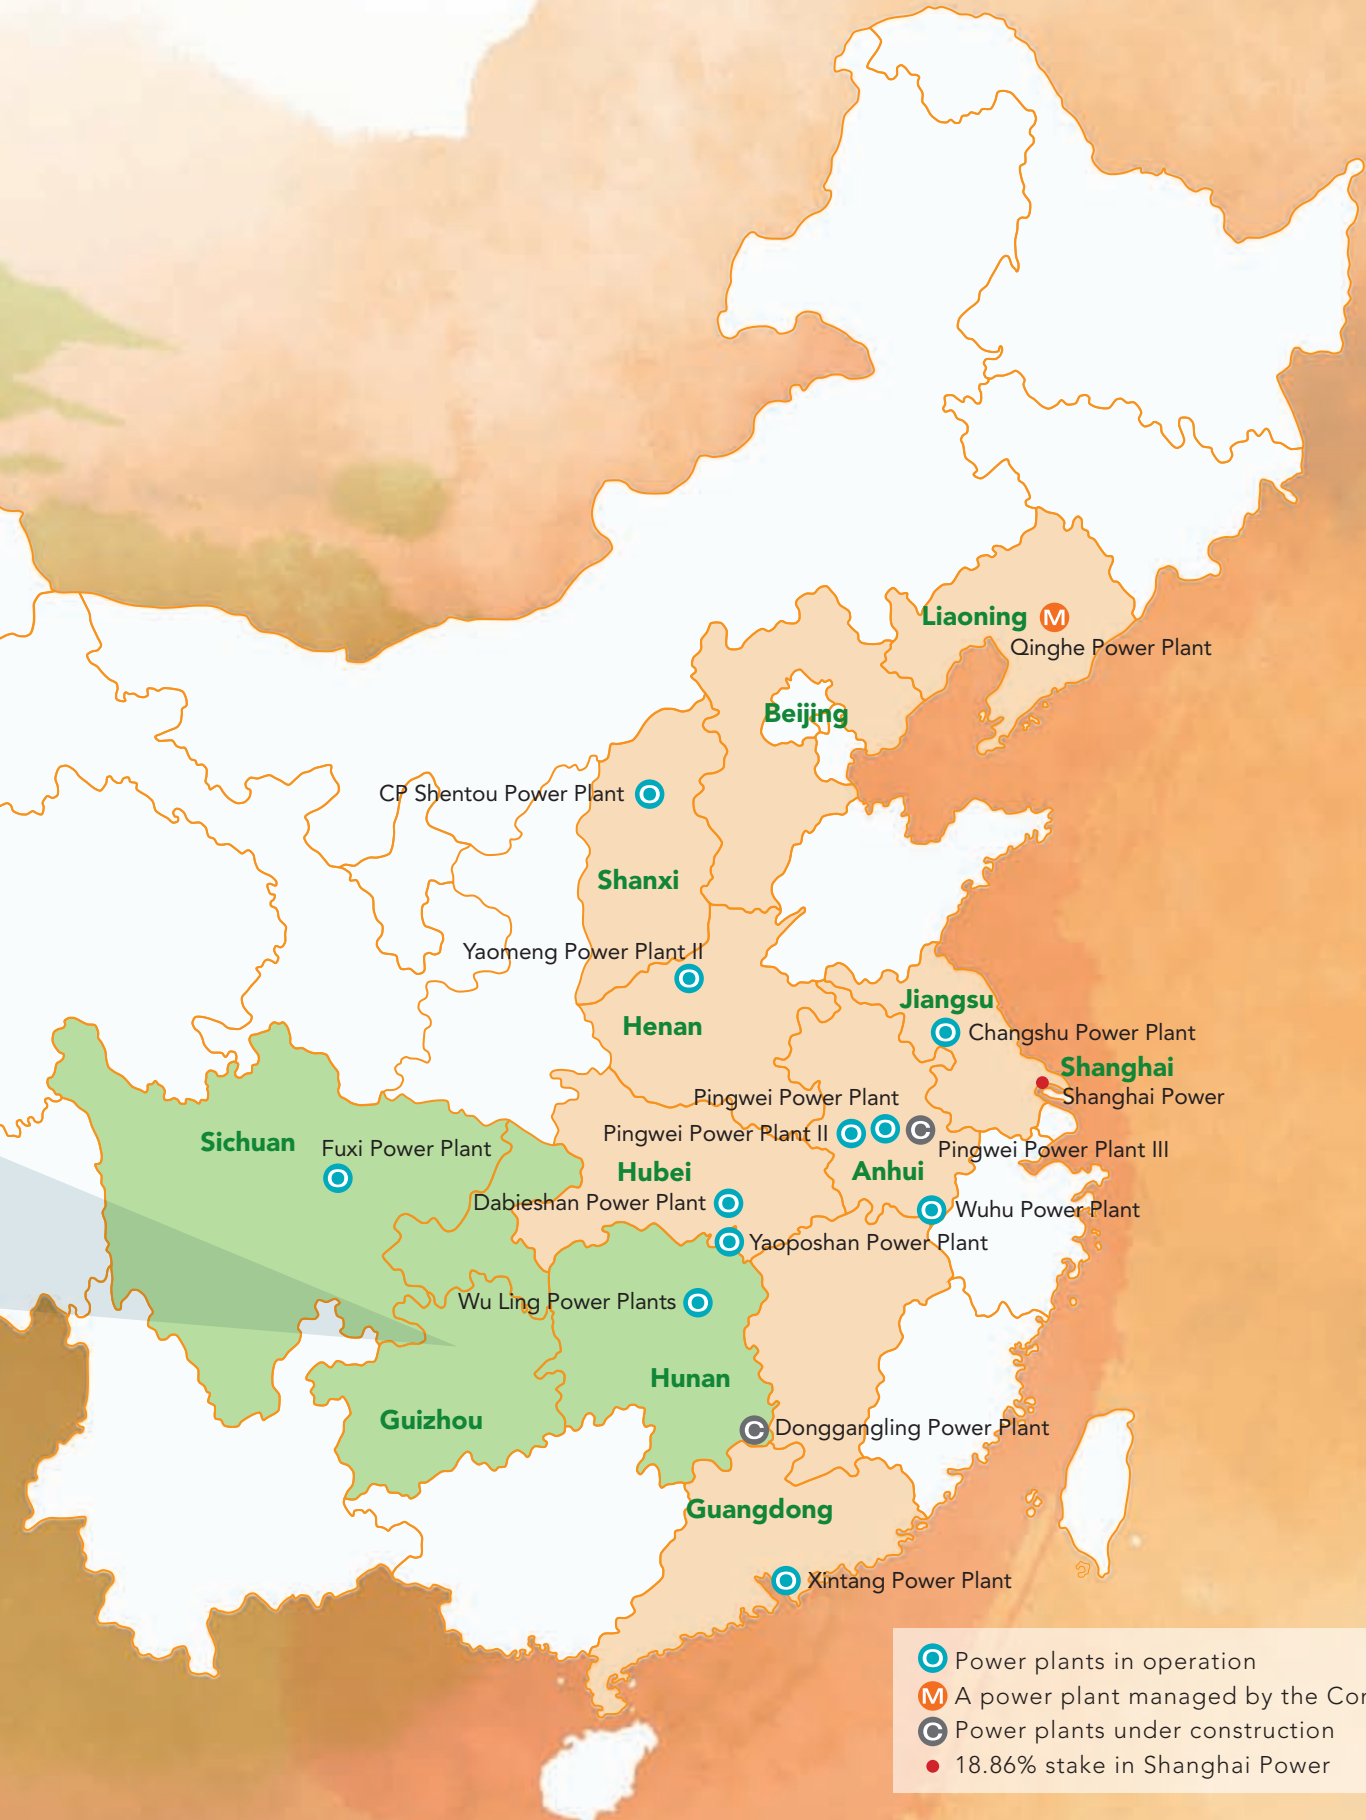 Liaoning
Qinghe Power Plant
Beijing
CP Shentou Power Plant
Shanxi
Yaomeng Power Plant II
Henan
Jiangsu
Changshu Power Plant
Shanghai
Shanghai Power
Pingwei Power Plant
Pingwei Power Plant II
Pingwei Power Plant III
Sichuan
Fuxi Power Plant
Hubei
Anhui
Dabieshan Power Plant
Wuhu Power Plant
Yaoposhan Power Plant
Wu Ling Power Plants
Hunan
Guizhou
Donggangling Power Plant
Guangdong
Xintang Power Plant
O Power plants in operation
M A power plant managed by the
C Power plants under construction
18.86% stake in Shanghai Power